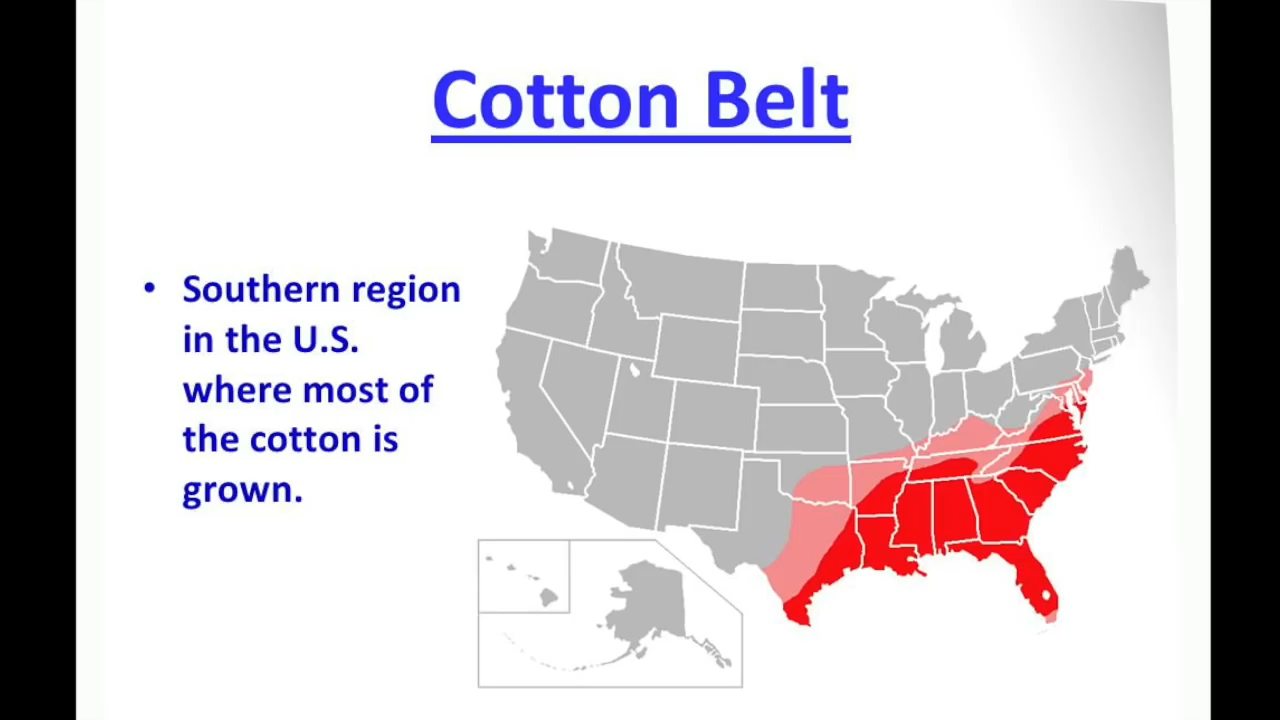 Cotton Belt
• Southern region
in the U.S.
where most of
the cotton is
grown.